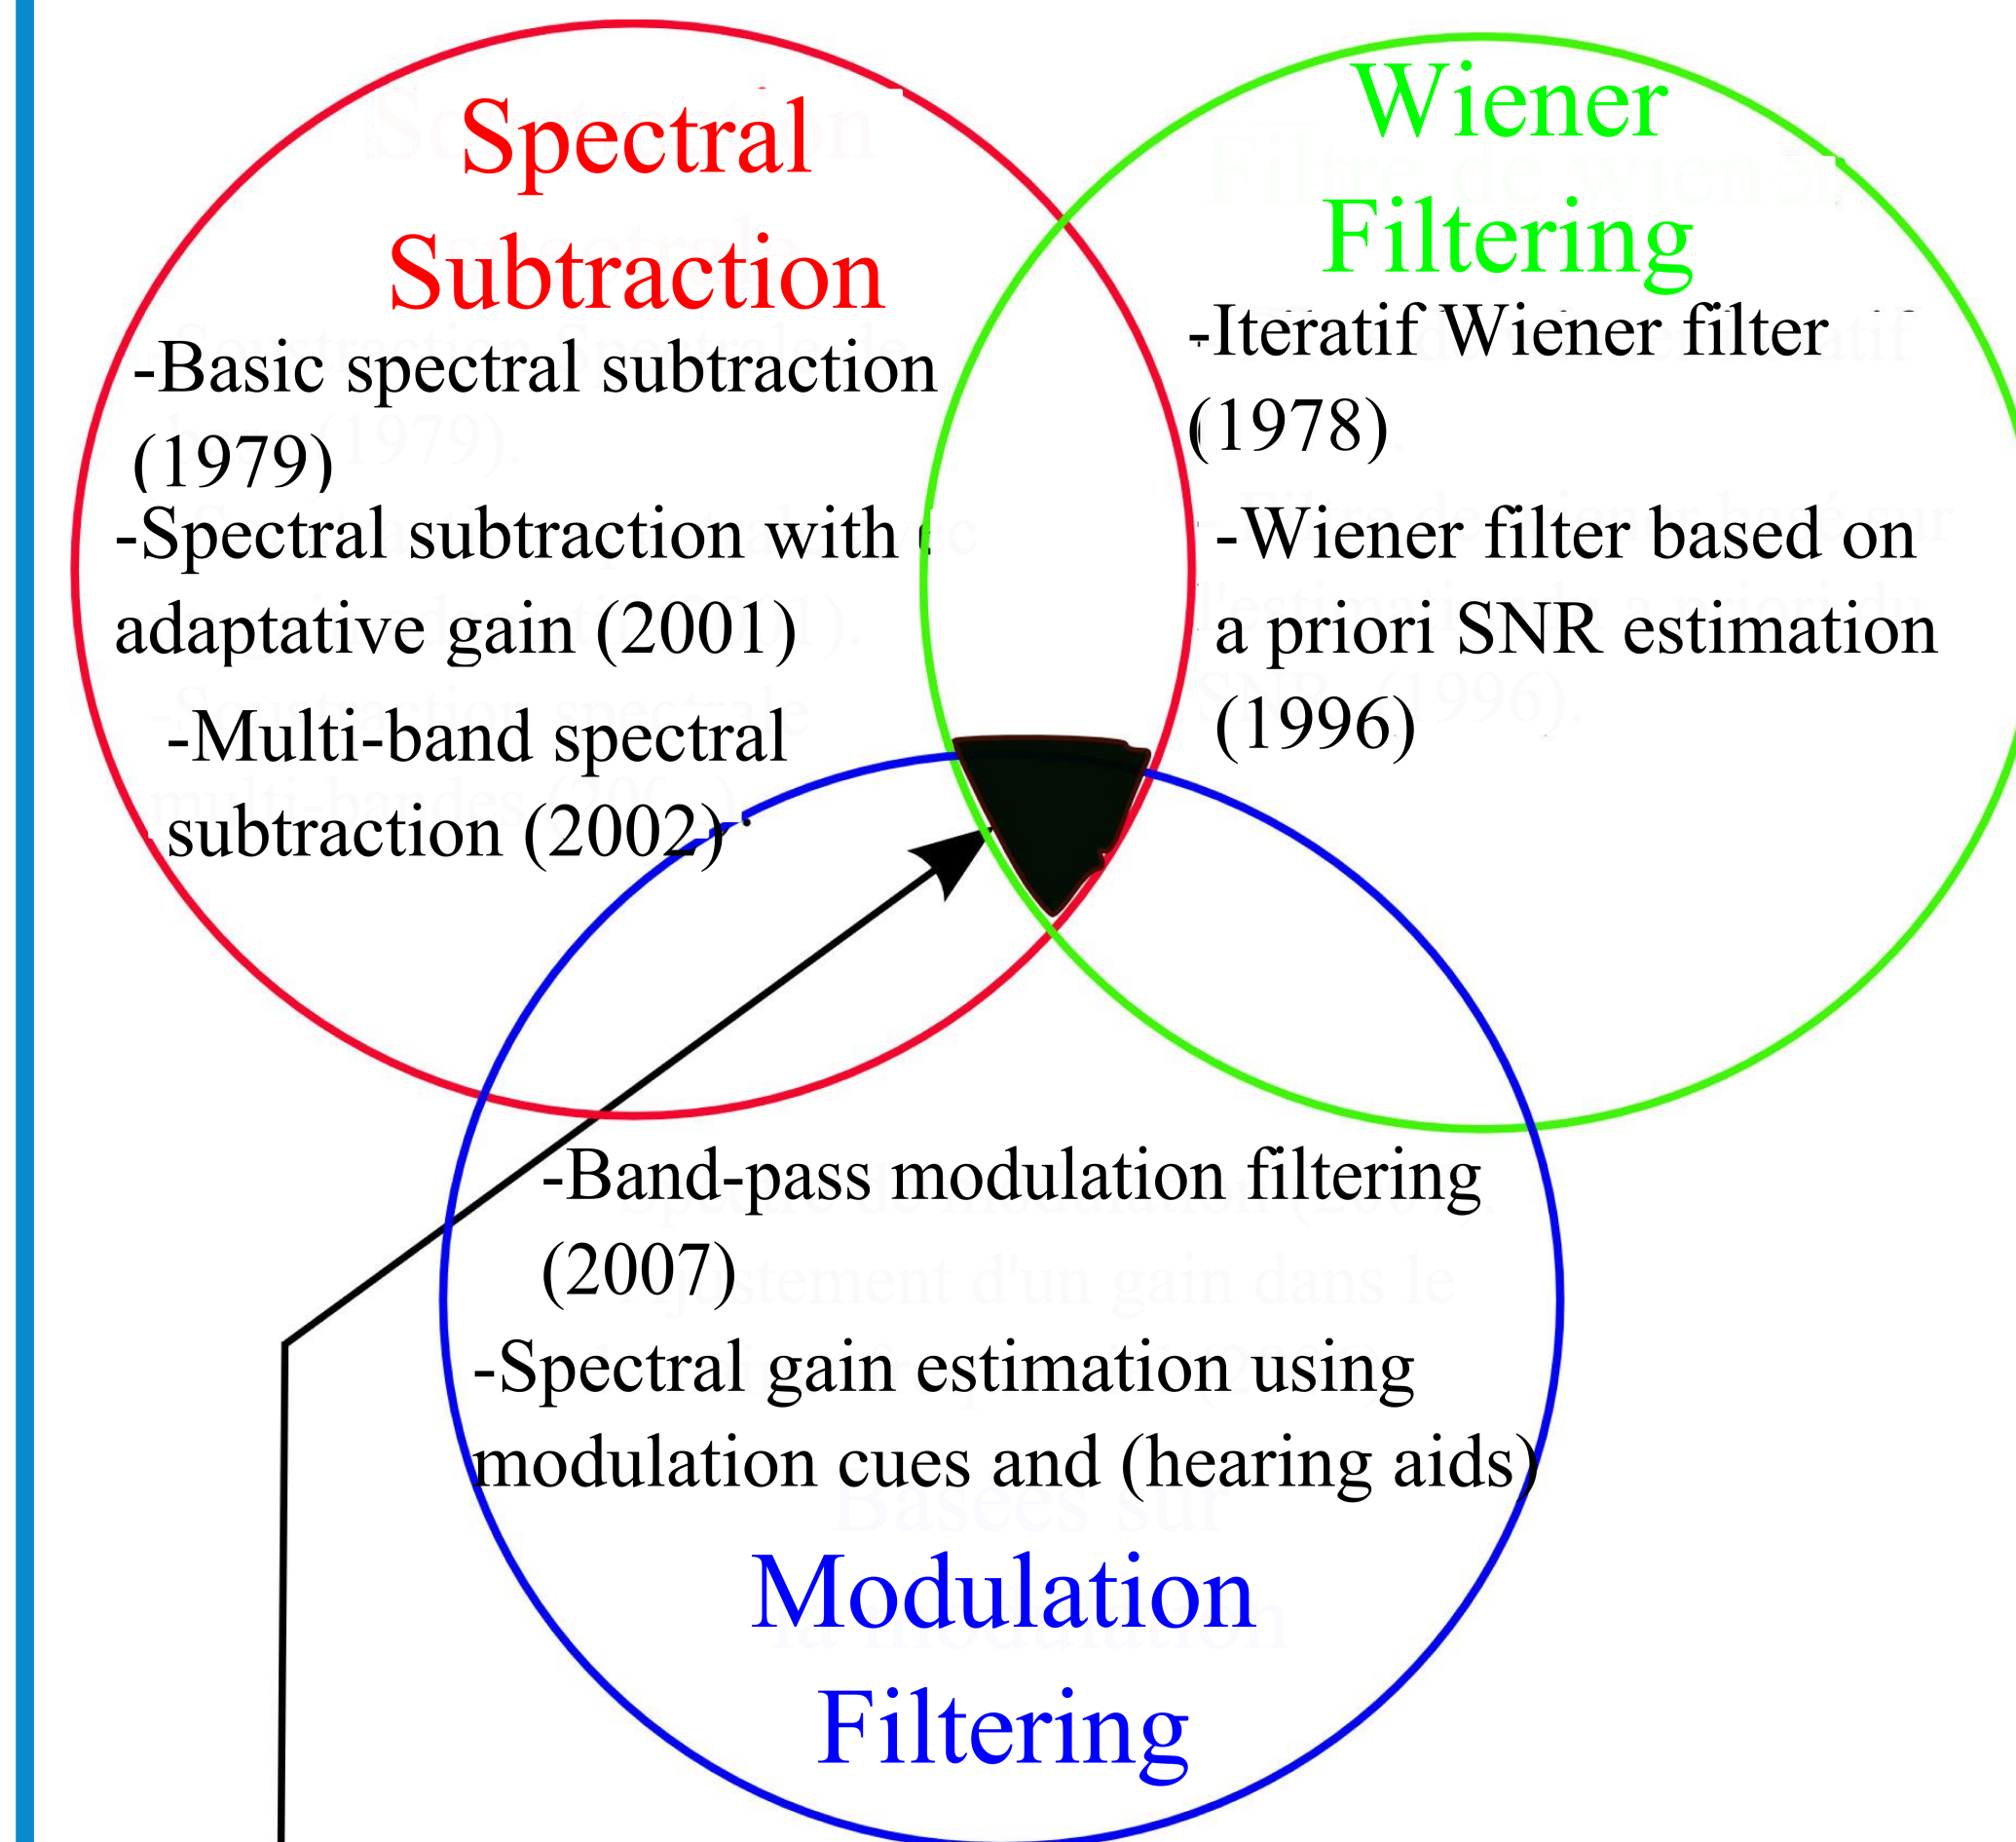 Spectral
Subtraction
-Basic spectral subtraction
(1979)
-Spectral subtraction with
adaptative gain (2001)
-Multi-band spectral
subtraction (2002)
Wiener
Filtering
-Iteratif Wiener filter
(1978)
-Wiener filter based on
a priori SNR estimation
(1996)
-Band-pass modulation filtering
(2007)
-Spectral gain estimation using
modulation cues and (hearing aids)
Modulation
Filtering